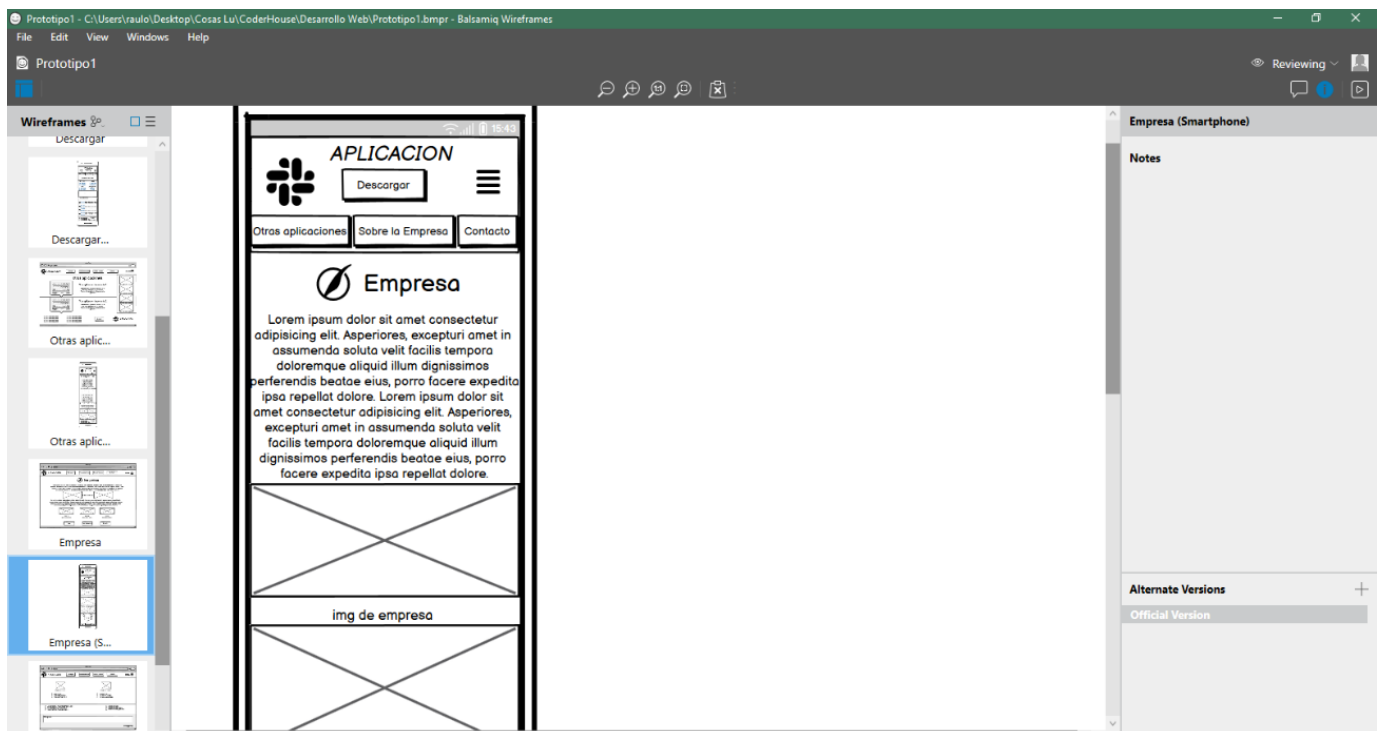 Prototipo1 - C:\Users\raulo\Desktop\Cosas Lu\CoderHouse\Desarrollo Web\Prototipo1.bmpr - Balsamiq Wireframes
File Edit View Windows Help
Prototipo1
Reviewing
Wireframes
Descargar
Descargar...
Otras aplic...
Otras aplic...
Empresa
Empresa (S...
15:43
APLICACION
Descargar
Otras aplicaciones
Sobre la Empresa
Contacto
Empresa
Lorem ipsum dolor sit amet consectetur
adipisicing elit. Asperiores, excepturi amet in
assumenda soluta velit facilis tempora
doloremque aliquid illum dignissimos
perferendis beatae eius, porro facere expedita
ipsa repellat dolore. Lorem ipsum dolor sit
amet consectetur adipisicing elit. Asperiores,
excepturi amet in assumenda soluta velit
facilis tempora doloremque aliquid illum
dignissimos perferendis beatae eius, porro
facere expedita ipsa repellat dolore.
img de empresa
Empresa (Smartphone)
Notes
Alternate Versions
Official Version